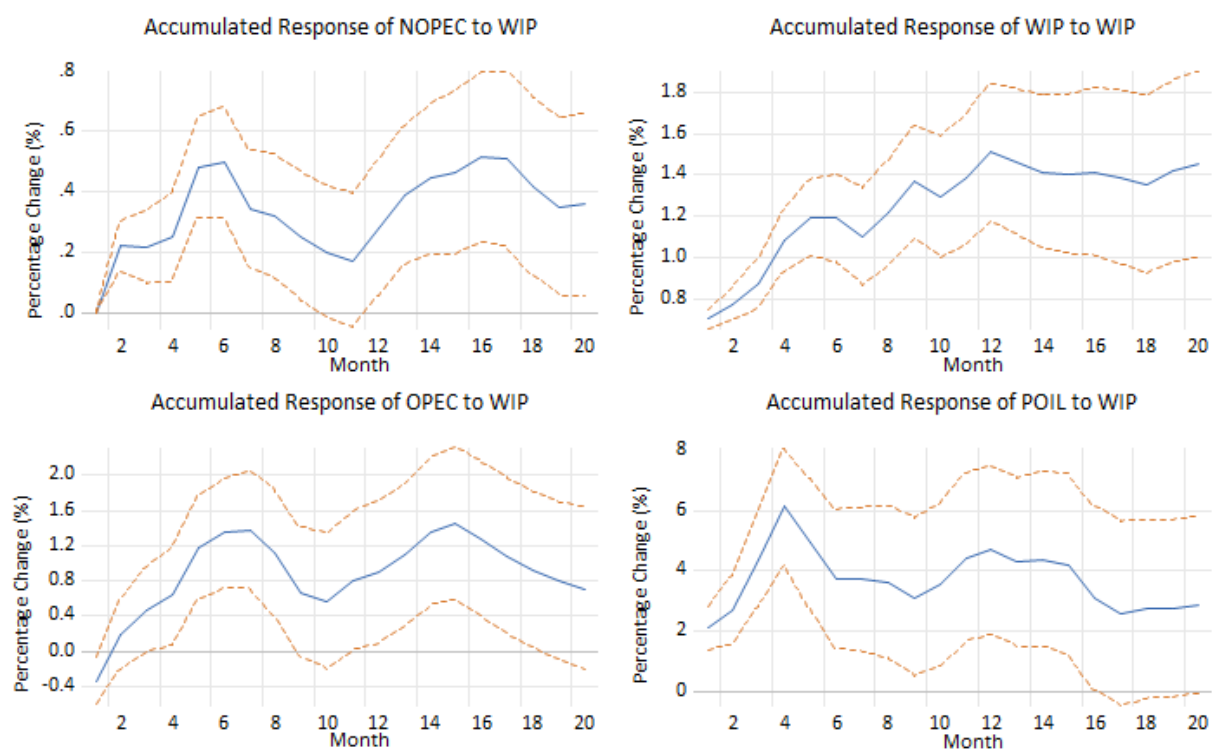 Accumulated Response of NOPEC to WIP
Percentage Change (%)
.8
.6
.4
.2
.0
2 4 6 8 10 12 14 16 18 20
Month
Accumulated Response of WIP to WIP
Percentage Change (%)
1.8
1.6
1.4
1.2
1.0
0.8
2 4 6 8 10 12 14 16 18 20
Month
Accumulated Response of OPEC to WIP
Percentage Change (%)
2.0
1.6
1.2
0.8
0.4
0.0
-0.4
2 4 6 8 10 12 14 16 18 20
Month
Accumulated Response of POIL to WIP
Percentage Change (%)
8
6
4
2
0
2 4 6 8 10 12 14 16 18 20
Month